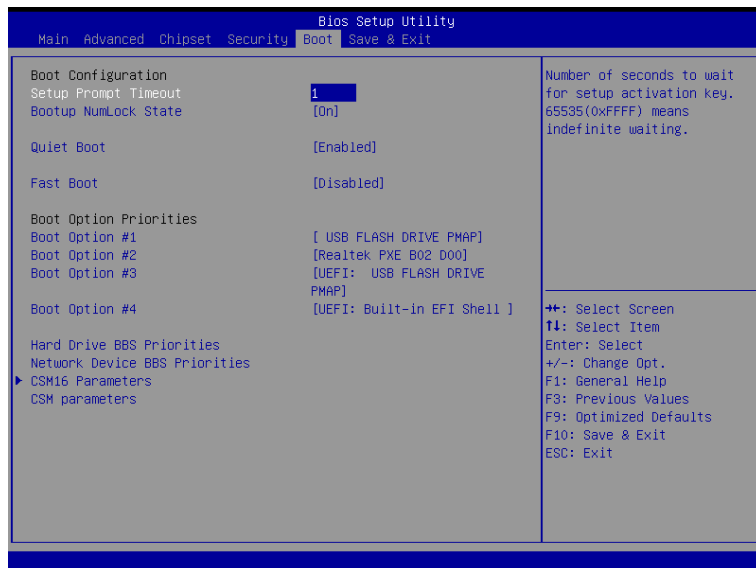 Bios Setup Utility
Main Advanced Chipset Security Boot Save & Exit
Boot Configuration
Setup Prompt Timeout 1
Bootup NumLock State [On]
Quiet Boot [Enabled]
Fast Boot [Disabled]
Boot Option Priorities
Boot Option #1 [ USB FLASH DRIVE PMAP]
Boot Option #2 [Realtek PXE B02 D00]
Boot Option #3 [UEFI:  USB FLASH DRIVE
PMAP]
Boot Option #4 [UEFI: Built-in EFI Shell ]
Hard Drive BBS Priorities
Network Device BBS Priorities
CSM16 Parameters
CSM parameters
Number of seconds to wait
for setup activation key.
65535(0xFFFF) means
indefinite waiting.
→←: Select Screen
↑↓: Select Item
Enter: Select
+/-: Change Opt.
F1: General Help
F3: Previous Values
F9: Optimized Defaults
F10: Save & Exit
ESC: Exit